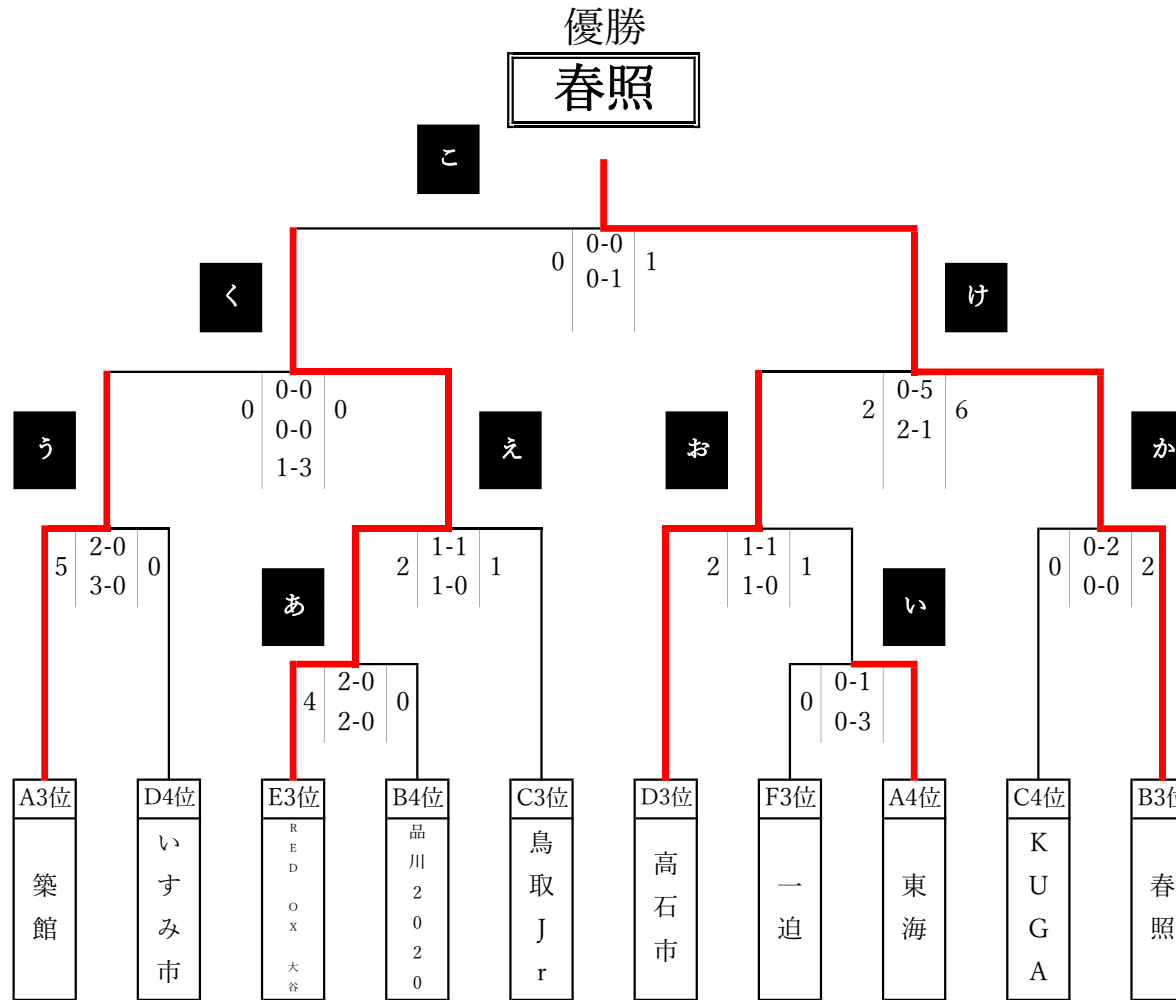 優勝
春照
こ
0 0-0 1
0-1
く
け
0 0-0 0
0-0
1-3
2 0-5 6
2-1
う
え
お
か
5 2-0 0
3-0
2 1-1 1
1-0
2 1-1 1
1-0
0 0-2 2
0-0
あ
い
4 2-0 0
2-0
0 0-1
0-3
A3位
D4位
E3位
B4位
C3位
D3位
F3位
A4位
C4位
B3位
築館
いすみ市
RED OX 大谷
品川2020
鳥取Jr
高石市
一迫
東海
KUGA
春照